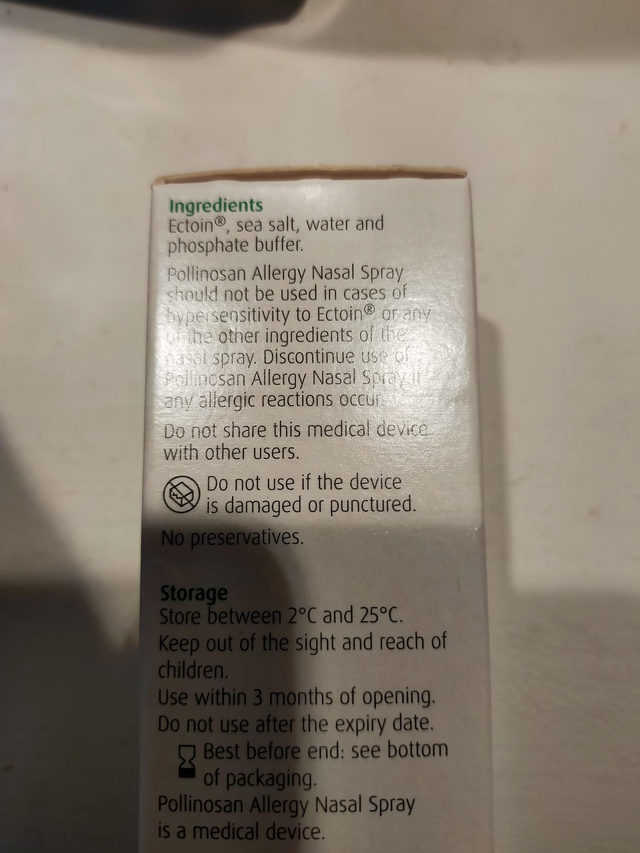 Ingredients
Ectoin®, sea salt, water and
phosphate buffer.
Pollinosan Allergy Nasal Spray
should not be used in cases of
hypersensitivity to Ectoin® or any
of the other ingredients of the
nasal spray. Discontinue use of
Pollinosan Allergy Nasal Spray if
any allergic reactions occur.
Do not share this medical device
with other users.
Do not use if the device
is damaged or punctured.
No preservatives.
Storage
Store between 2°C and 25°C.
Keep out of the sight and reach of
children.
Use within 3 months of opening.
Do not use after the expiry date.
Best before end: see bottom
of packaging.
Pollinosan Allergy Nasal Spray
is a medical device.